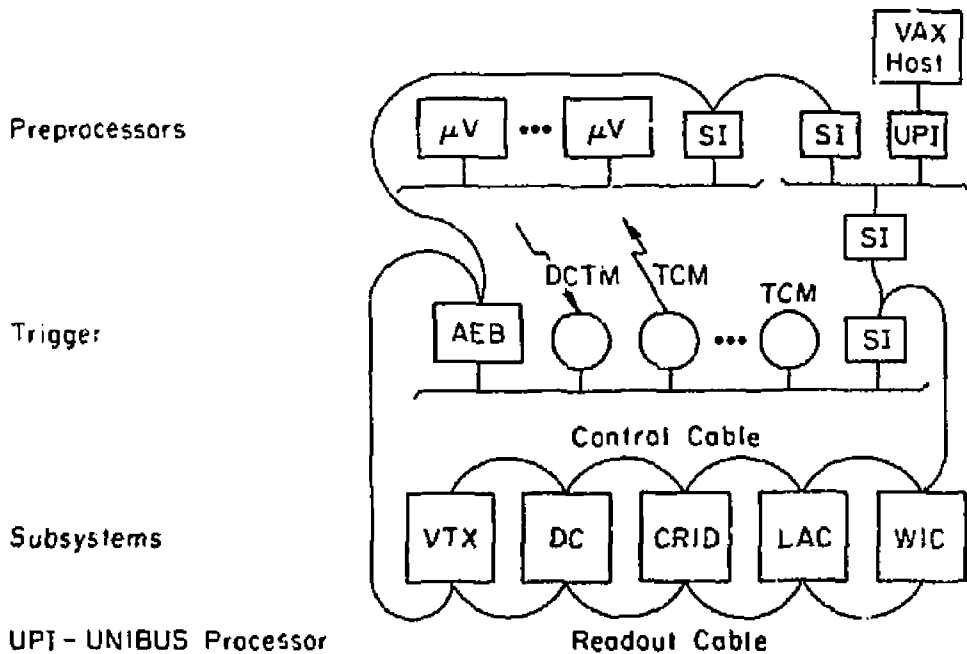 VAX
Host
Preprocessors
μV ••• μV SI SI UPI
SI
DCTM TCM TCM
Trigger
AEB ••• SI
Control Cable
Subsystems
VTX DC CRID LAC WIC
UPI - UNIBUS Processor
Readout Cable